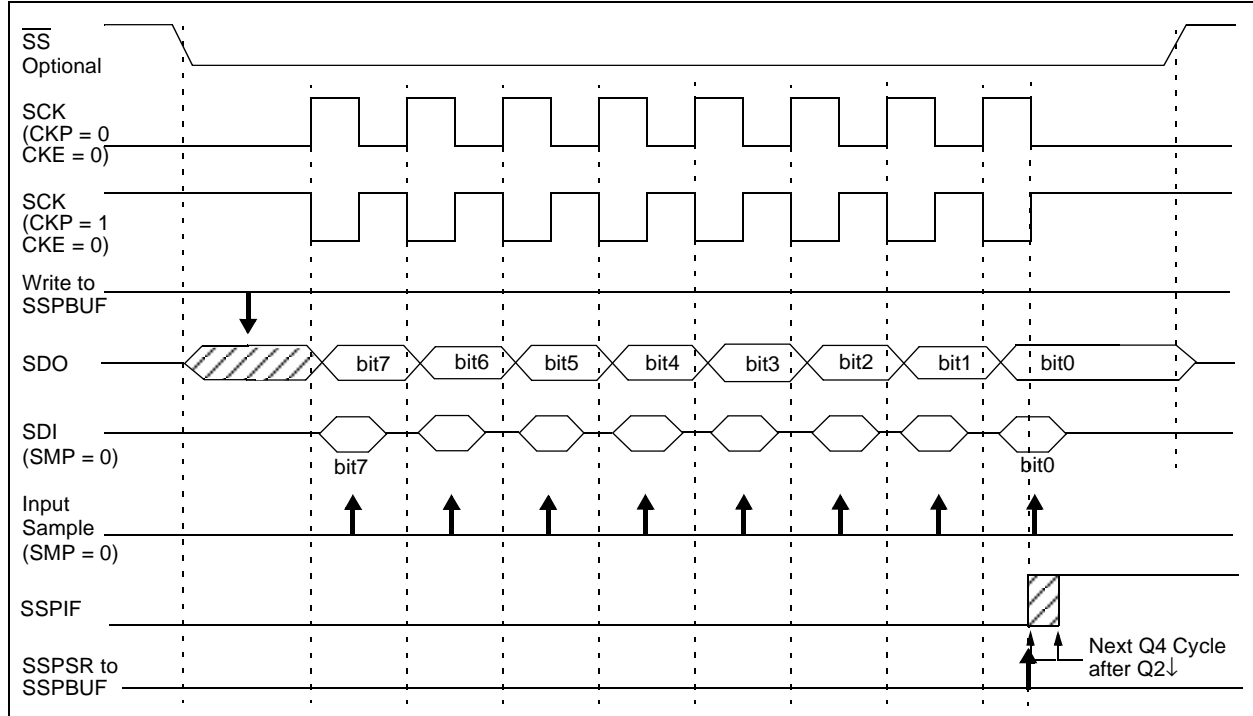 SS
Optional
SCK
(CKP = 0
CKE = 0)
SCK
(CKP = 1
CKE = 0)
Write to
SSPBUF
SDO
bit7 bit6 bit5 bit4 bit3 bit2 bit1 bit0
SDI
(SMP = 0)
bit7 bit0
Input
Sample
(SMP = 0)
SSPIF
Next Q4 Cycle
after Q2↓
SSPSR to
SSPBUF